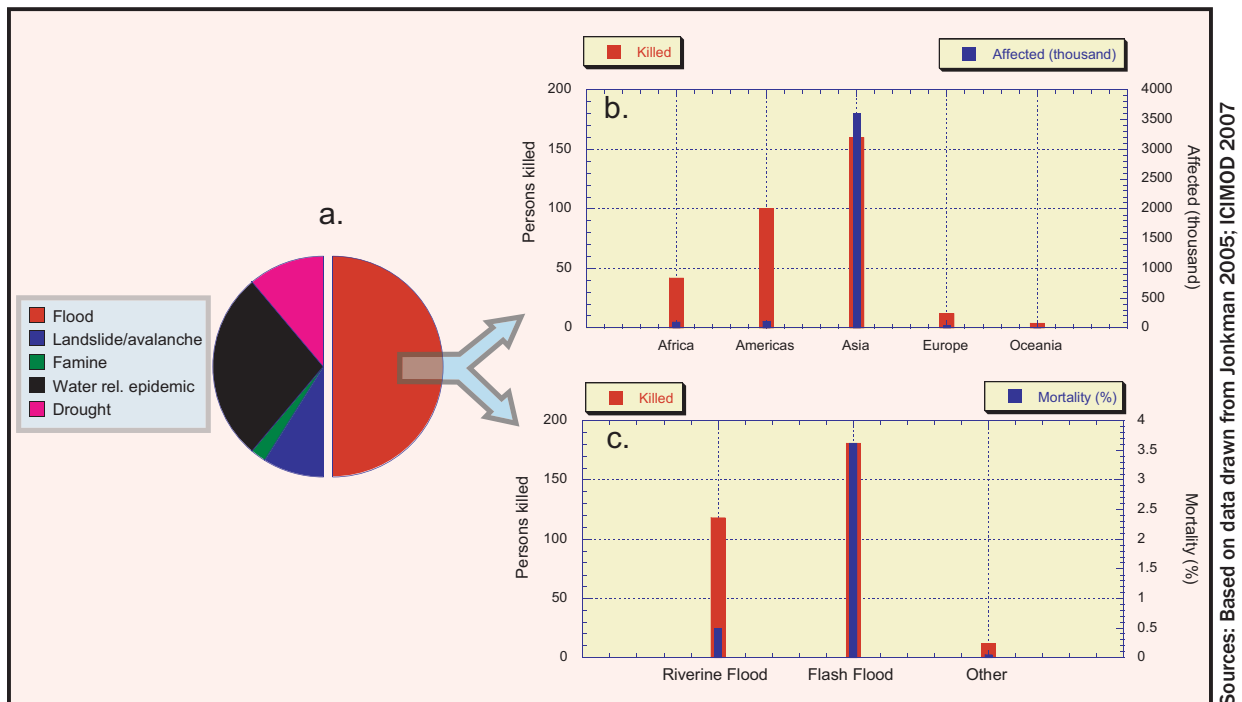 a.
Flood
Landslide/avalanche
Famine
Water rel. epidemic
Drought
Killed
Affected (thousand)
b.
Persons killed
200
150
100
50
0
4000
3500
3000
2500
2000
1500
1000
500
0
Affected (thousand)
Africa
Americas
Asia
Europe
Oceania
Killed
Mortality (%)
c.
Persons killed
200
150
100
50
0
4
3.5
3
2.5
2
1.5
1
0.5
0
Mortality (%)
Riverine Flood
Flash Flood
Other
Sources: Based on data drawn from Jonkman 2005; ICIMOD 2007